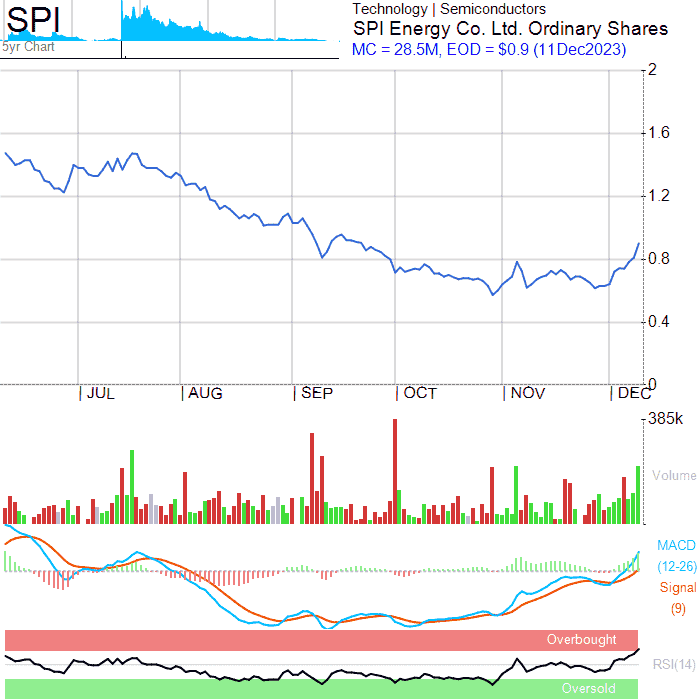 SPI
5yr Chart
Technology | Semiconductors
SPI Energy Co. Ltd. Ordinary Shares
MC = 28.5M, EOD = $0.9 (11Dec2023)
2
1.6
1.2
0.8
0.4
0
| JUL | AUG | SEP | OCT | NOV | DEC
385k
Volume
MACD
(12-26)
Signal
(9)
Overbought
RSI(14)
Oversold